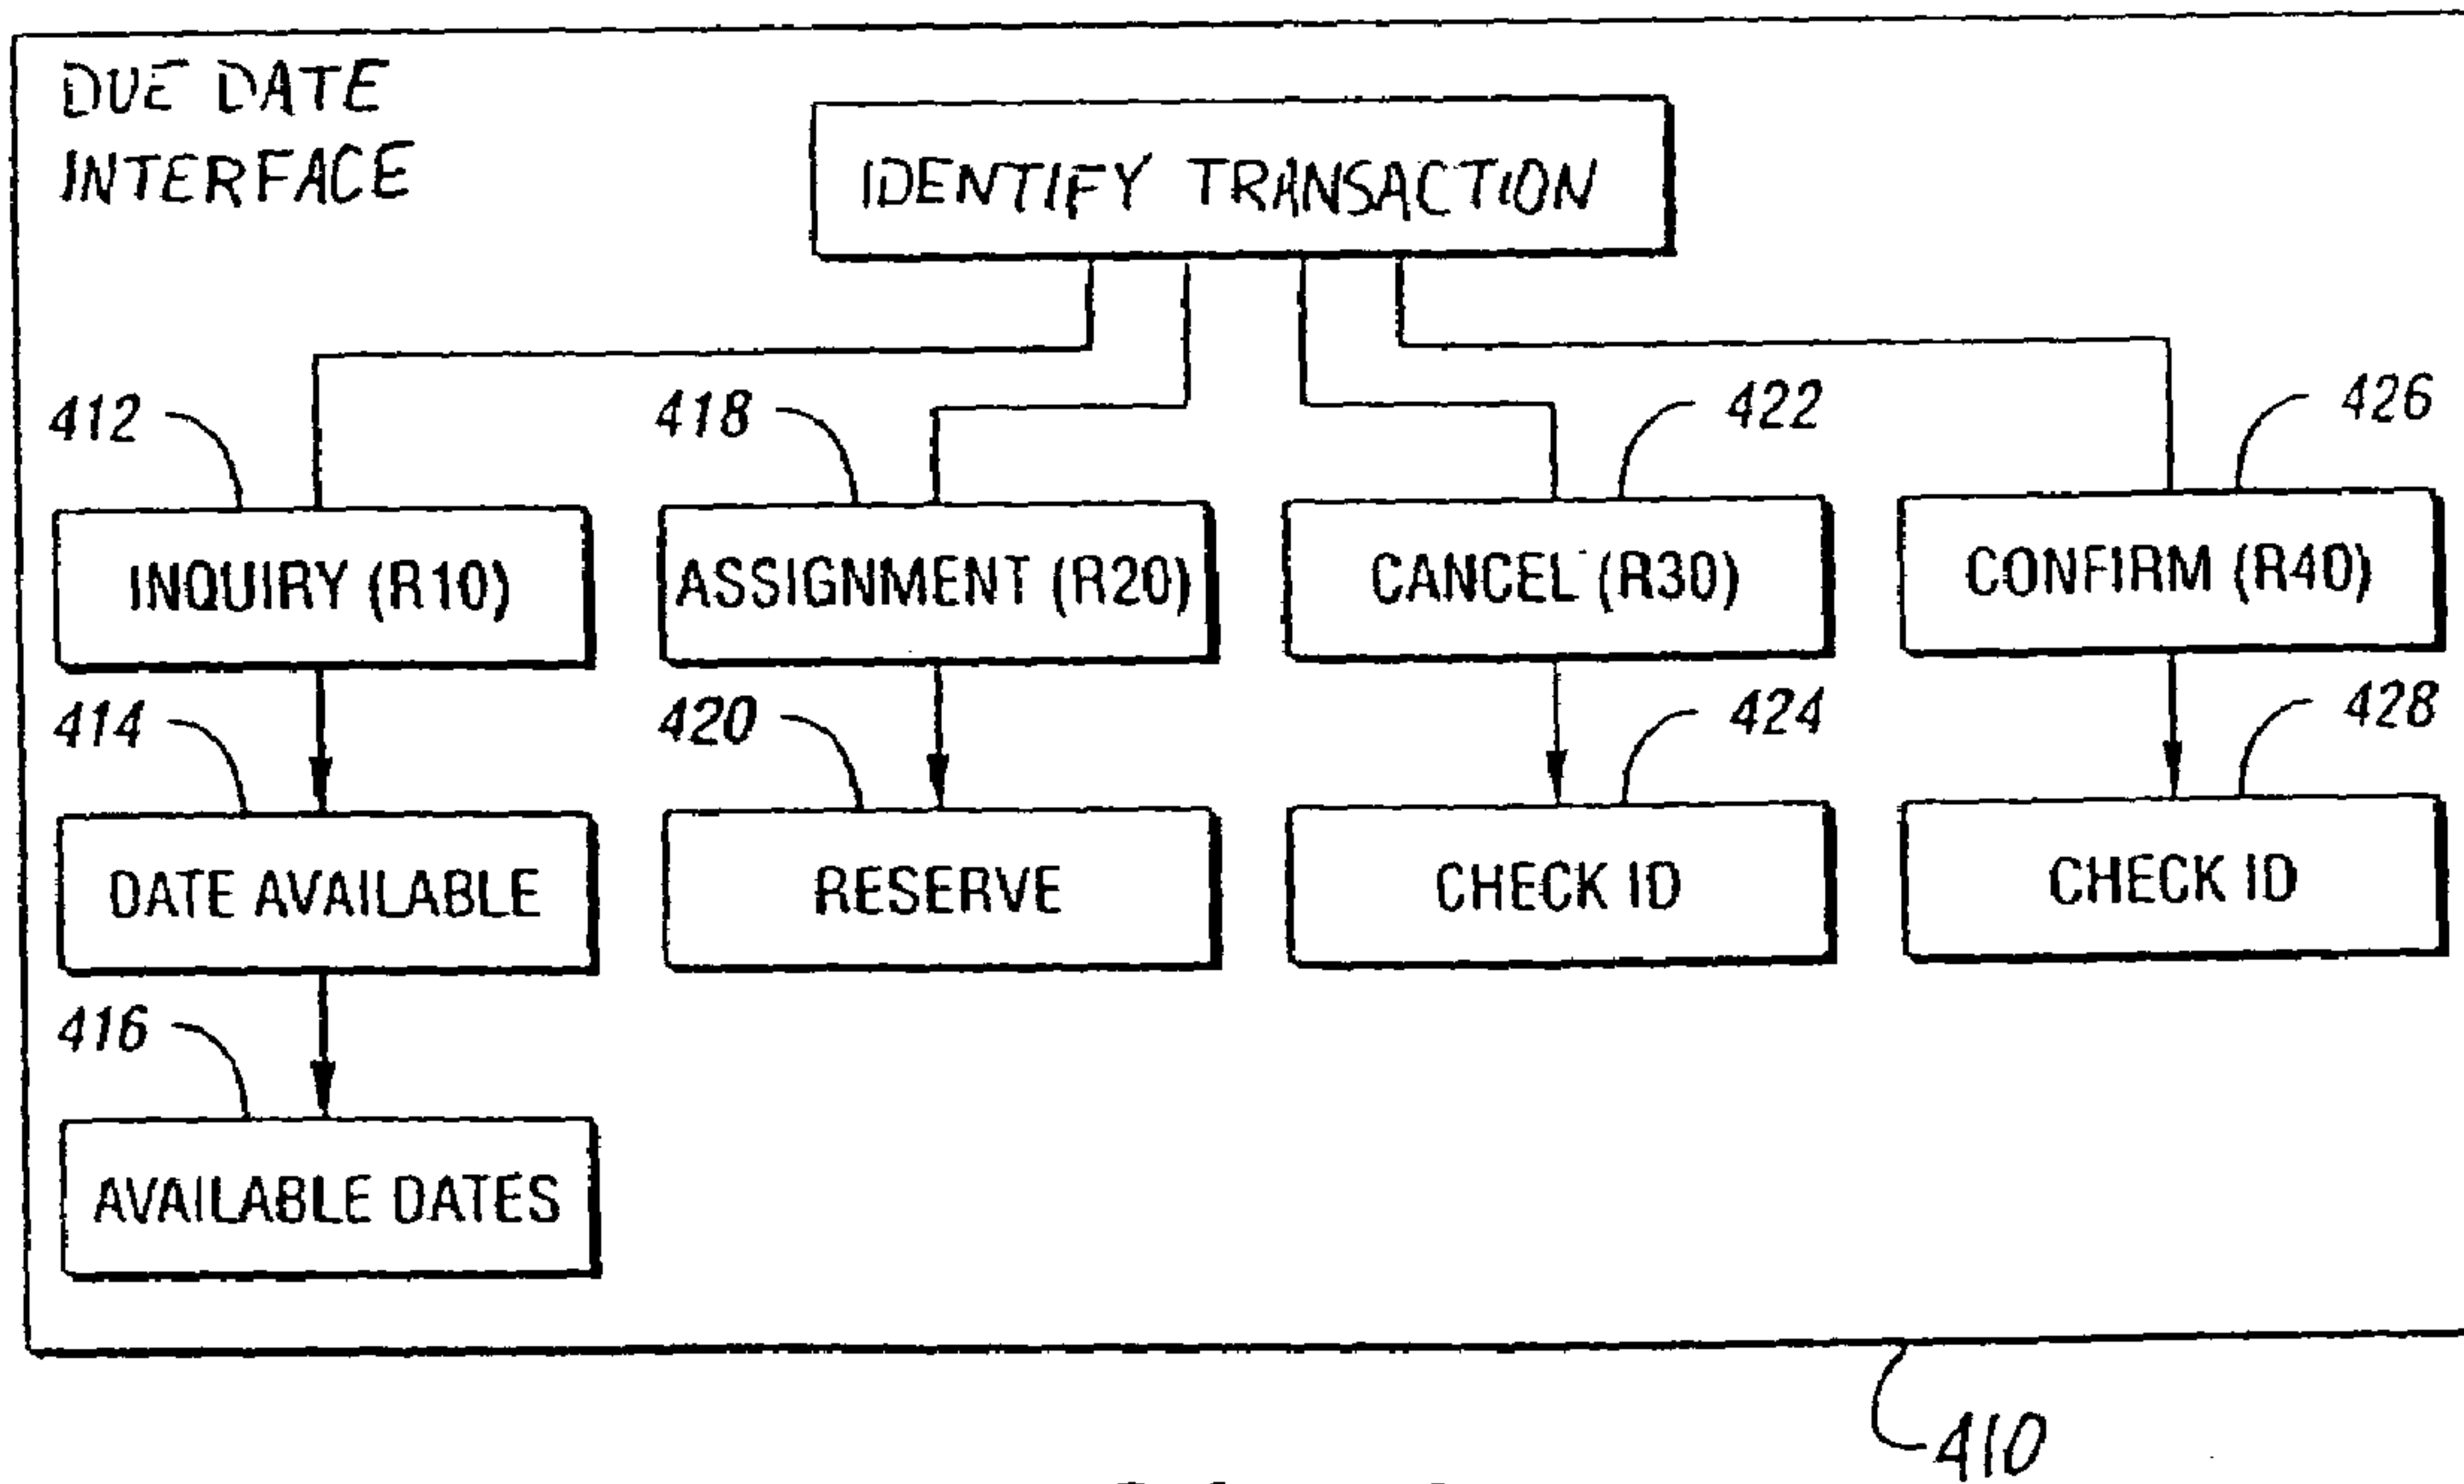 DUE DATE
INTERFACE
IDENTIFY TRANSACTION
412
418
422
426
INQUIRY (R10)
ASSIGNMENT (R20)
CANCEL (R30)
CONFIRM (R40)
414
420
424
428
DATE AVAILABLE
RESERVE
CHECK ID
CHECK ID
416
AVAILABLE DATES
410